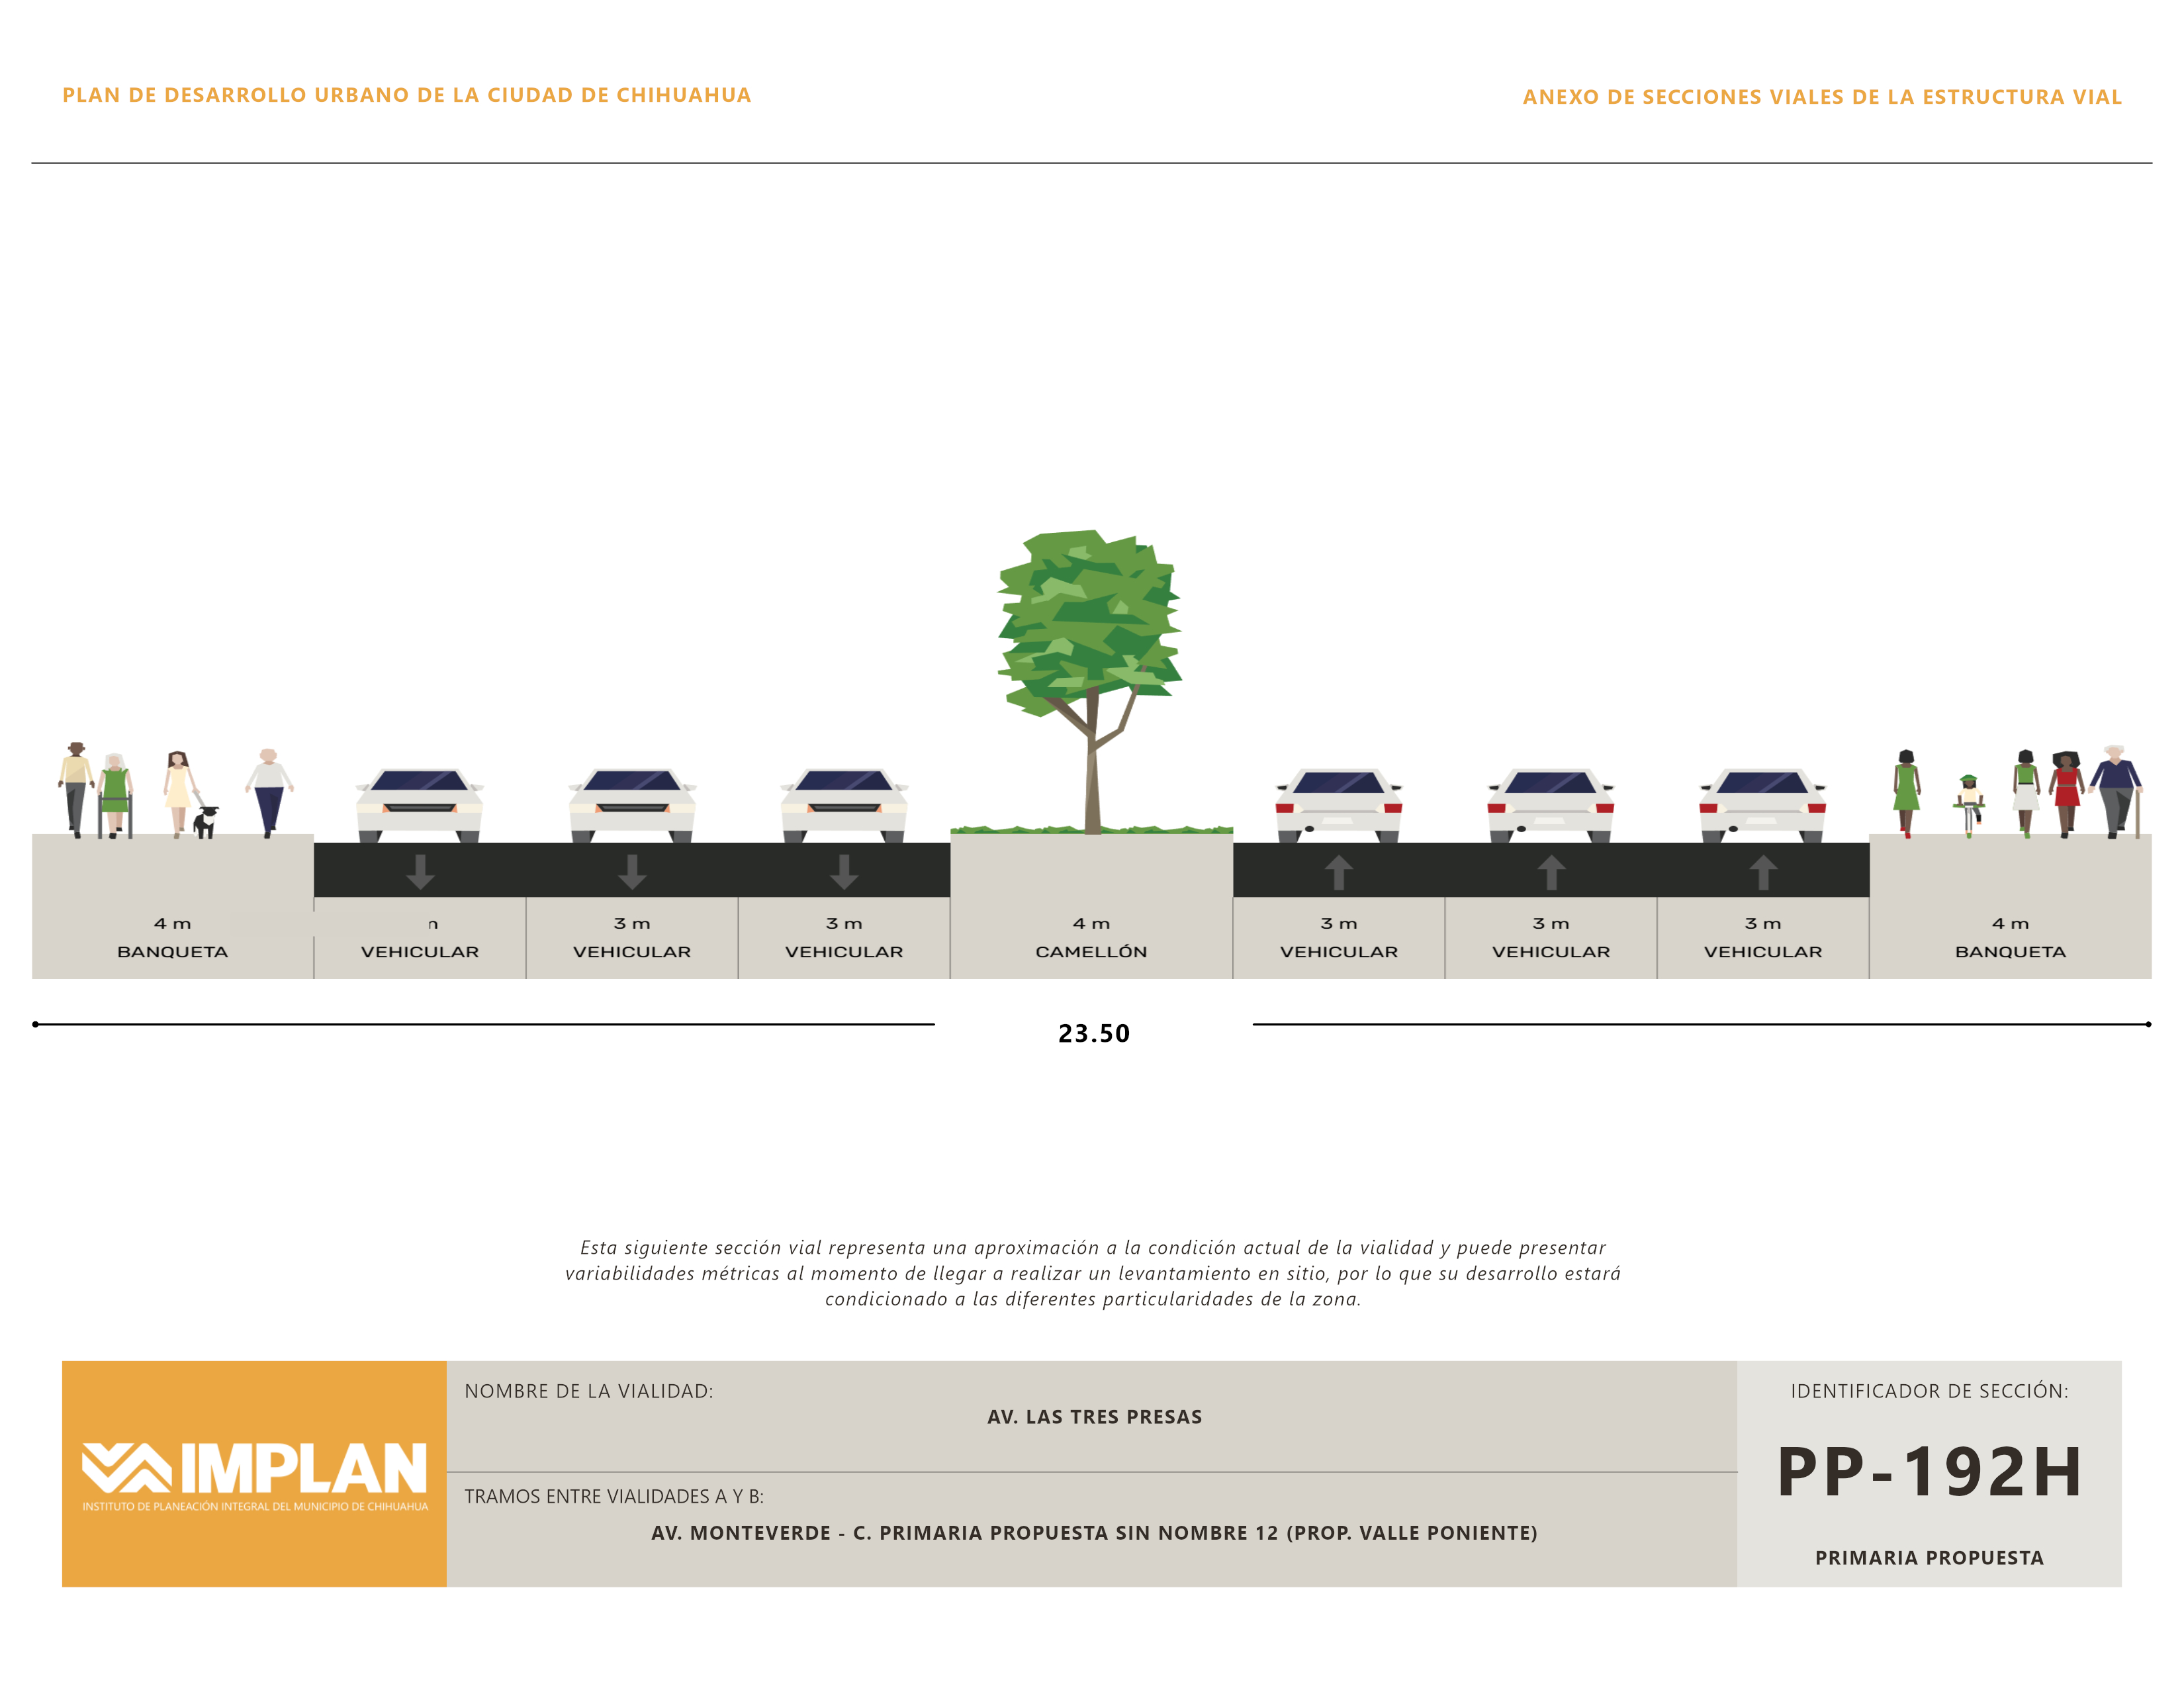 PLAN DE DESARROLLO URBANO DE LA CIUDAD DE CHIHUAHUA
ANEXO DE SECCIONES VIALES DE LA ESTRUCTURA VIAL
4 m
BANQUETA
VEHICULAR
3 m
VEHICULAR
3 m
VEHICULAR
4 m
CAMELLÓN
3 m
VEHICULAR
3 m
VEHICULAR
3 m
VEHICULAR
4 m
BANQUETA
23.50
Esta siguiente sección vial representa una aproximación a la condición actual de la vialidad y puede presentar
variabilidades métricas al momento de llegar a realizar un levantamiento en sitio, por lo que su desarrollo estará
condicionado a las diferentes particularidades de la zona.
IMPLAN
INSTITUTO DE PLANEACIÓN INTEGRAL DEL MUNICIPIO DE CHIHUAHUA
NOMBRE DE LA VIALIDAD:
AV. LAS TRES PRESAS
TRAMOS ENTRE VIALIDADES A Y B:
AV. MONTEVERDE - C. PRIMARIA PROPUESTA SIN NOMBRE 12 (PROP. VALLE PONIENTE)
IDENTIFICADOR DE SECCIÓN:
PP-192H
PRIMARIA PROPUESTA